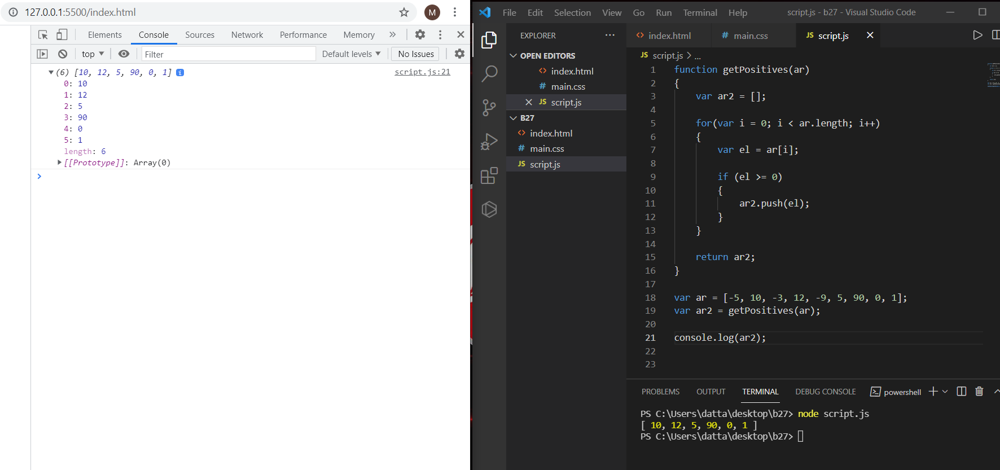 127.0.0.1:5500/index.html
M
Elements Console Sources Network Performance Memory »
top Filter Default levels No Issues
(6) [10, 12, 5, 90, 0, 1] i script.js:21
0: 10
1: 12
2: 5
3: 90
4: 0
5: 1
length: 6
[[Prototype]]: Array(0)
>
File Edit Selection View Go Run Terminal Help script.js - b27 - Visual Studio Code
EXPLORER ...
OPEN EDITORS
<> index.html
# main.css
JS script.js
B27
<> index.html
# main.css
JS script.js
<> index.html # main.css JS script.js
JS script.js > ...
1 function getPositives(ar)
2 {
3 var ar2 = [];
4
5 for(var i = 0; i < ar.length; i++)
6 {
7 var el = ar[i];
8
9 if (el >= 0)
10 {
11 ar2.push(el);
12 }
13 }
14
15 return ar2;
16 }
17
18 var ar = [-5, 10, -3, 12, -9, 5, 90, 0, 1];
19 var ar2 = getPositives(ar);
20
21 console.log(ar2);
22
23
PROBLEMS OUTPUT TERMINAL DEBUG CONSOLE powershell
PS C:\Users\datta\desktop\b27> node script.js
[ 10, 12, 5, 90, 0, 1 ]
PS C:\Users\datta\desktop\b27>